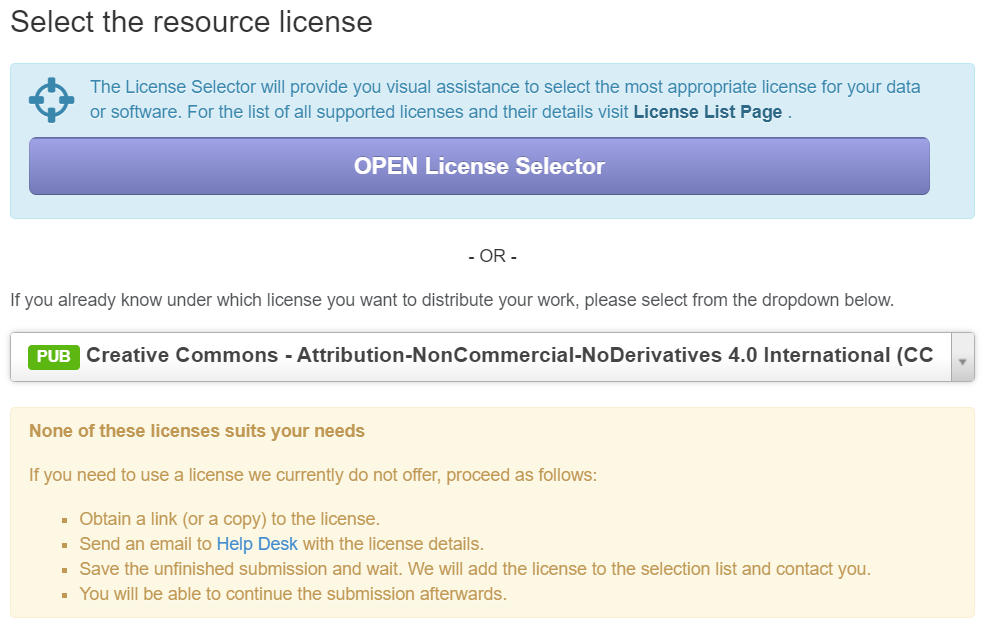 Select the resource license
The License Selector will provide you visual assistance to select the most appropriate license for your data
or software. For the list of all supported licenses and their details visit License List Page .
OPEN License Selector
- OR -
If you already know under which license you want to distribute your work, please select from the dropdown below.
PUB Creative Commons - Attribution-NonCommercial-NoDerivatives 4.0 International (CC
None of these licenses suits your needs
If you need to use a license we currently do not offer, proceed as follows:
Obtain a link (or a copy) to the license.
Send an email to Help Desk with the license details.
Save the unfinished submission and wait. We will add the license to the selection list and contact you.
You will be able to continue the submission afterwards.